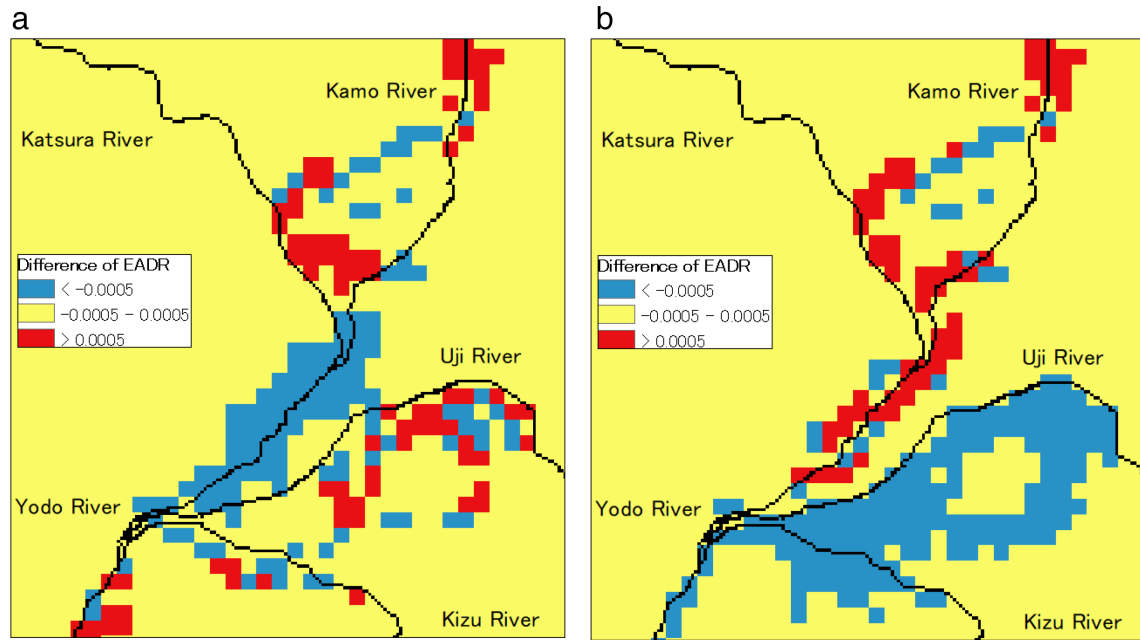 a
Kamo River
Katsura River
Difference of EADR
< -0.0005
-0.0005 - 0.0005
> 0.0005
Uji River
Yodo River
Kizu River
b
Kamo River
Katsura River
Difference of EADR
< -0.0005
-0.0005 - 0.0005
> 0.0005
Uji River
Yodo River
Kizu River